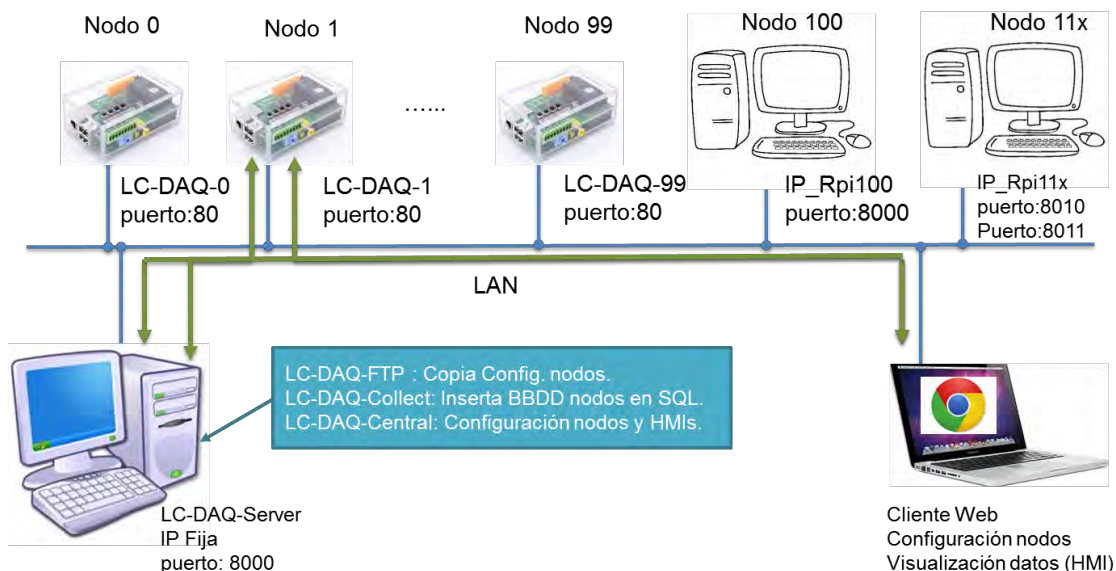 Nodo 0
Nodo 1
Nodo 99
Nodo 100
Nodo 11x
…...
LC-DAQ-0
puerto:80
LC-DAQ-1
puerto:80
LC-DAQ-99
puerto:80
IP_Rpi100
puerto:8000
IP_Rpi11x
puerto:8010
Puerto:8011
LAN
LC-DAQ-FTP : Copia Config. nodos.
LC-DAQ-Collect: Inserta BBDD nodos en SQL.
LC-DAQ-Central: Configuración nodos y HMIs.
LC-DAQ-Server
IP Fija
puerto: 8000
Cliente Web
Configuración nodos
Visualización datos (HMI)